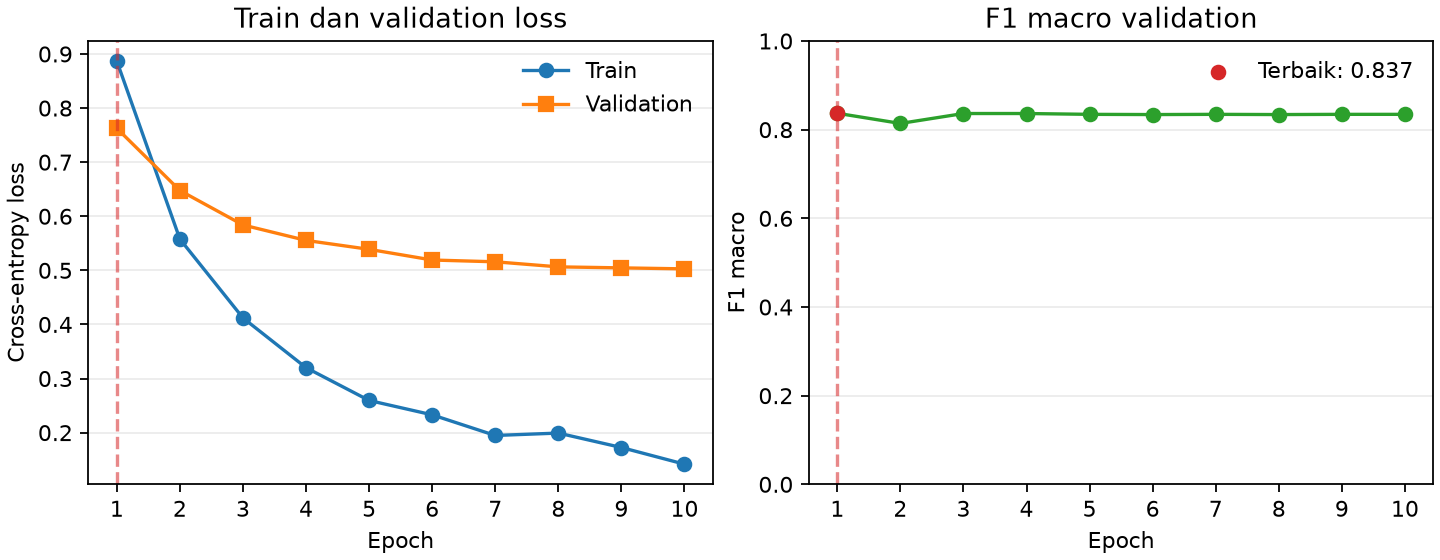 Train dan validation loss
Train
Validation
Cross-entropy loss
0.9
0.8
0.7
0.6
0.5
0.4
0.3
0.2
1 2 3 4 5 6 7 8 9 10
Epoch
F1 macro validation
Terbaik: 0.837
F1 macro
1.0
0.8
0.6
0.4
0.2
0.0
1 2 3 4 5 6 7 8 9 10
Epoch